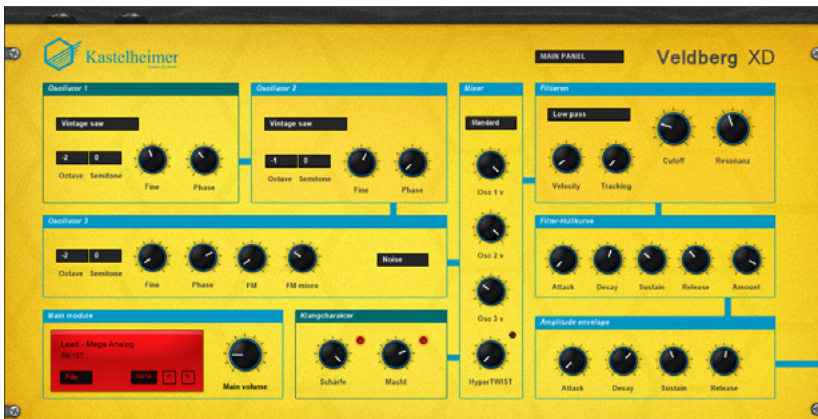 Kastelheimer
MAIN PANEL
Veldberg XD
Oscillator 1
Vintage saw
-2 0
Octave Semitone
Fine
Phase
Oscillator 2
Vintage saw
-1 0
Octave Semitone
Fine
Phase
Mixer
Standard
Osc 1 v
Osc 2 v
Osc 3 v
HyperTWIST
Filtieren
Low pass
Velocity
Tracking
Cutoff
Resonanz
Oscillator 3
-2 0
Octave Semitone
Fine
Phase
FM
FM micro
Noise
Filter-Hüllkurve
Attack
Decay
Sustain
Release
Amount
Main module
Lead - Mega Analog
File
Main volume
Klangcharakter
Schärfe
Macht
Amplitude envelope
Attack
Decay
Sustain
Release